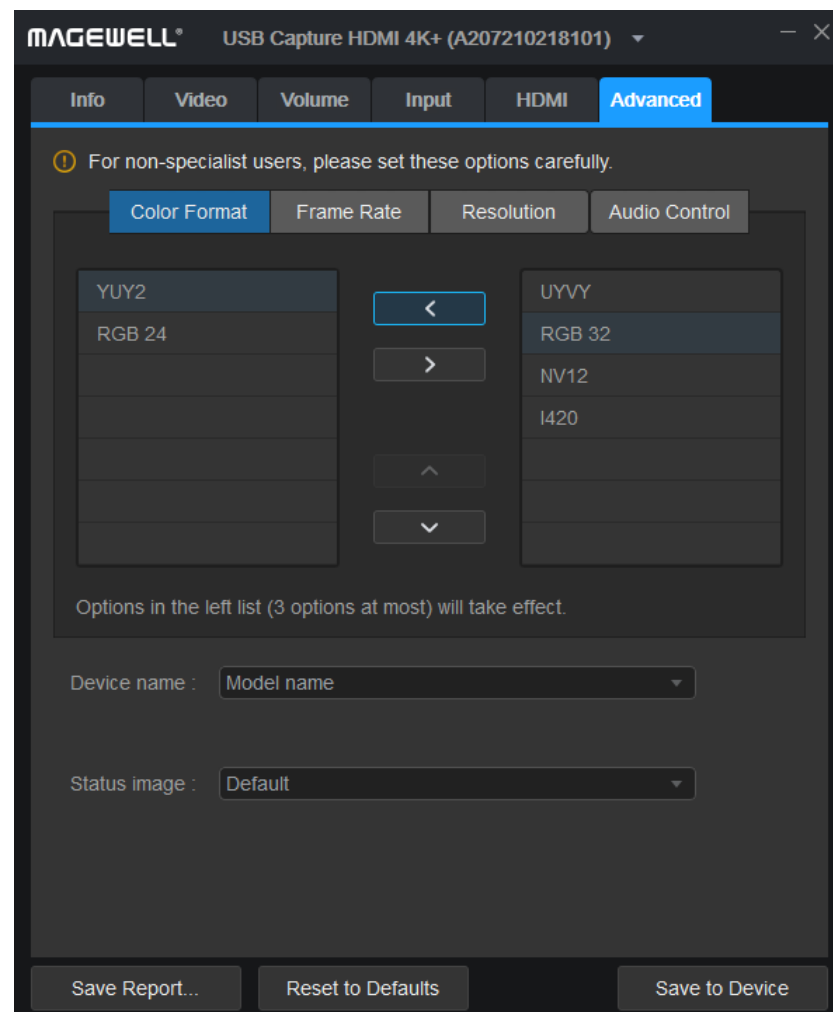 MAGEWELL® USB Capture HDMI 4K+ (A207210218101)
Info Video Volume Input HDMI Advanced
For non-specialist users, please set these options carefully.
Color Format Frame Rate Resolution Audio Control
YUY2 UYVY
RGB 24 RGB 32
NV12
I420
Options in the left list (3 options at most) will take effect.
Device name : Model name
Status image : Default
Save Report... Reset to Defaults Save to Device